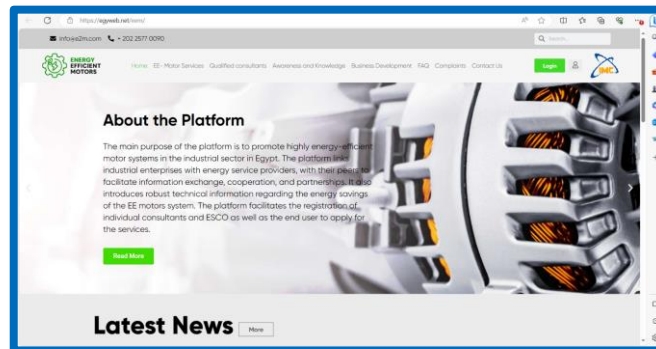 https://egyweb.net/iwm/
info@e2m.com + 202 2577 0090
Search...
ENERGY
EFFICIENT
MOTORS
Home EE- Motor Services Qualified consultants Awareness and Knowledge Business Development FAQ Complaints Contact Us
Login
IMC
About the Platform
The main purpose of the platform is to promote highly energy-efficient
motor systems in the industrial sector in Egypt. The platform links
industrial enterprises with energy service providers, with their peers to
facilitate information exchange, cooperation, and partnerships. It also
introduces robust technical information regarding the energy savings
of the EE motors system. The platform facilitates the registration of
individual consultants and ESCO as well as the end user to apply for
the services.
Read More
Latest News
More